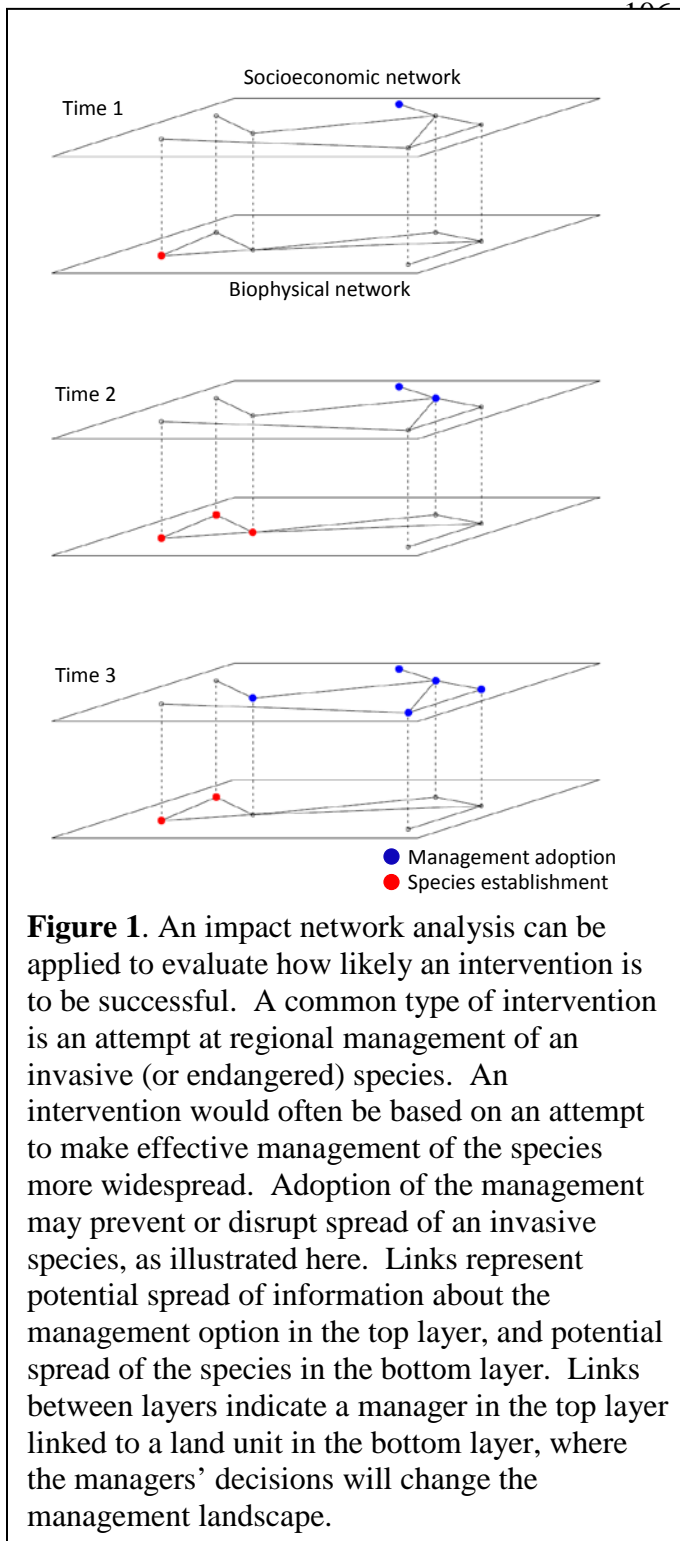 Socioeconomic network
Time 1
Biophysical network
Time 2
Time 3
Management adoption
Species establishment
Figure 1. An impact network analysis can be
applied to evaluate how likely an intervention is
to be successful. A common type of intervention
is an attempt at regional management of an
invasive (or endangered) species. An
intervention would often be based on an attempt
to make effective management of the species
more widespread. Adoption of the management
may prevent or disrupt spread of an invasive
species, as illustrated here. Links represent
potential spread of information about the
management option in the top layer, and potential
spread of the species in the bottom layer. Links
between layers indicate a manager in the top layer
linked to a land unit in the bottom layer, where
the managers’ decisions will change the
management landscape.